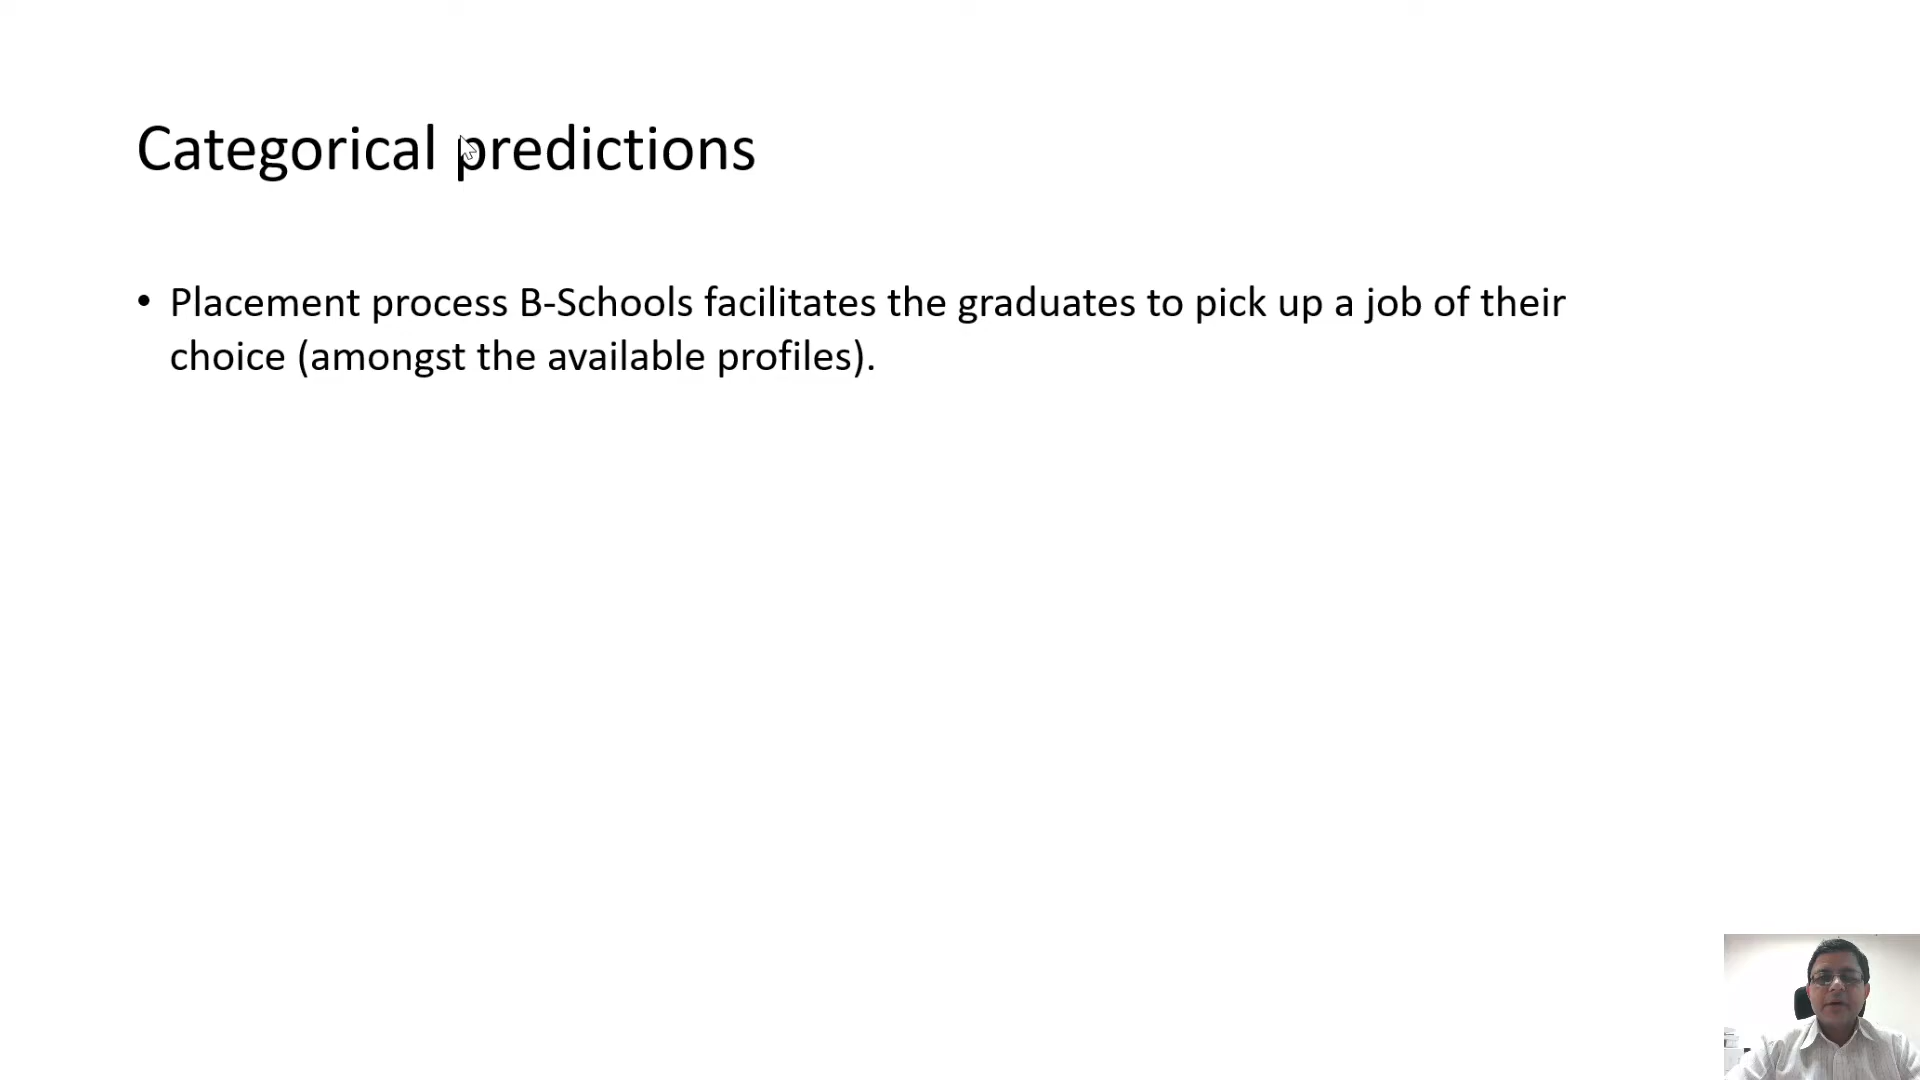 Categorical predictions
• Placement process B-Schools facilitates the graduates to pick up a job of their
choice (amongst the available profiles).